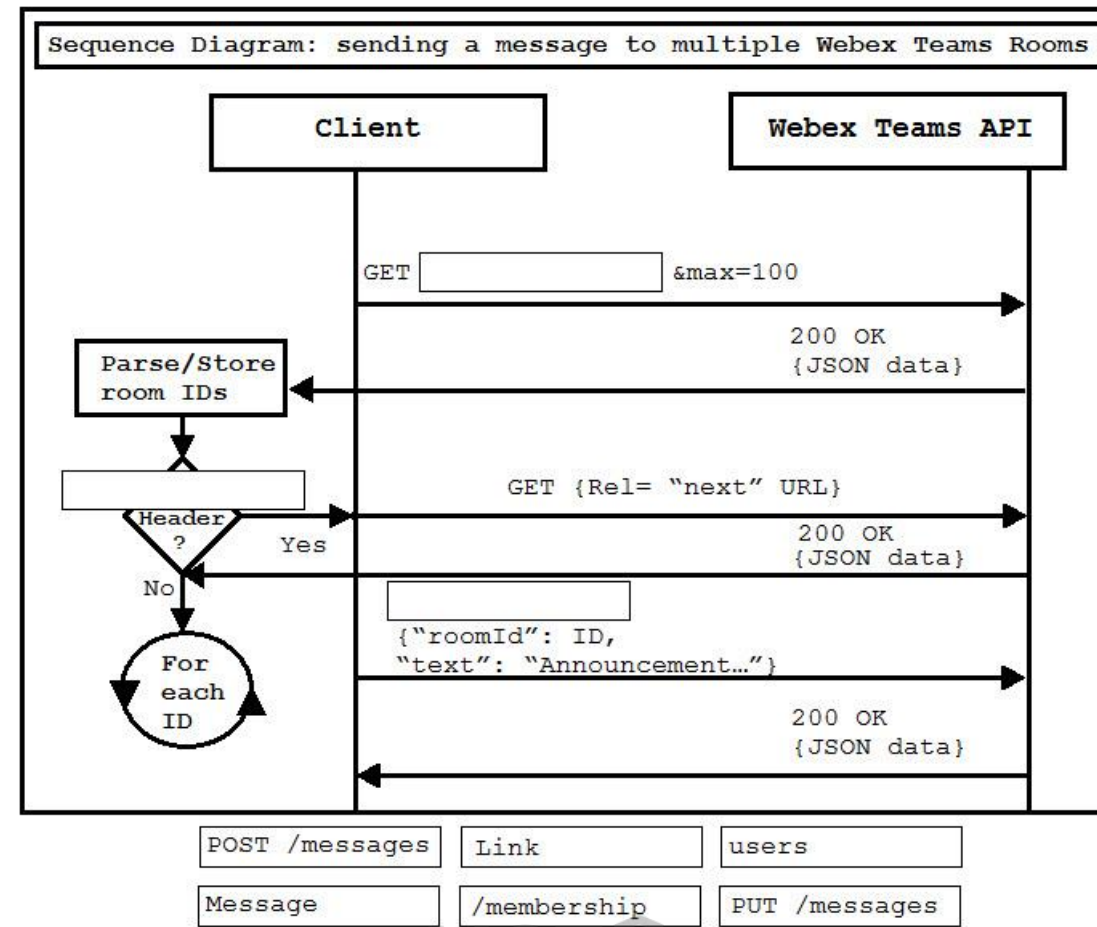 Sequence Diagram: sending a message to multiple Webex Teams Rooms
Client
Webex Teams API
GET &max=100
200 OK
{JSON data}
Parse/Store
room IDs
GET {Rel= “next” URL}
Header
?
Yes
200 OK
{JSON data}
No
{“roomId”: ID,
“text”: “Announcement…”}
For
each
ID
200 OK
{JSON data}
POST /messages
Link
users
Message
/membership
PUT /messages